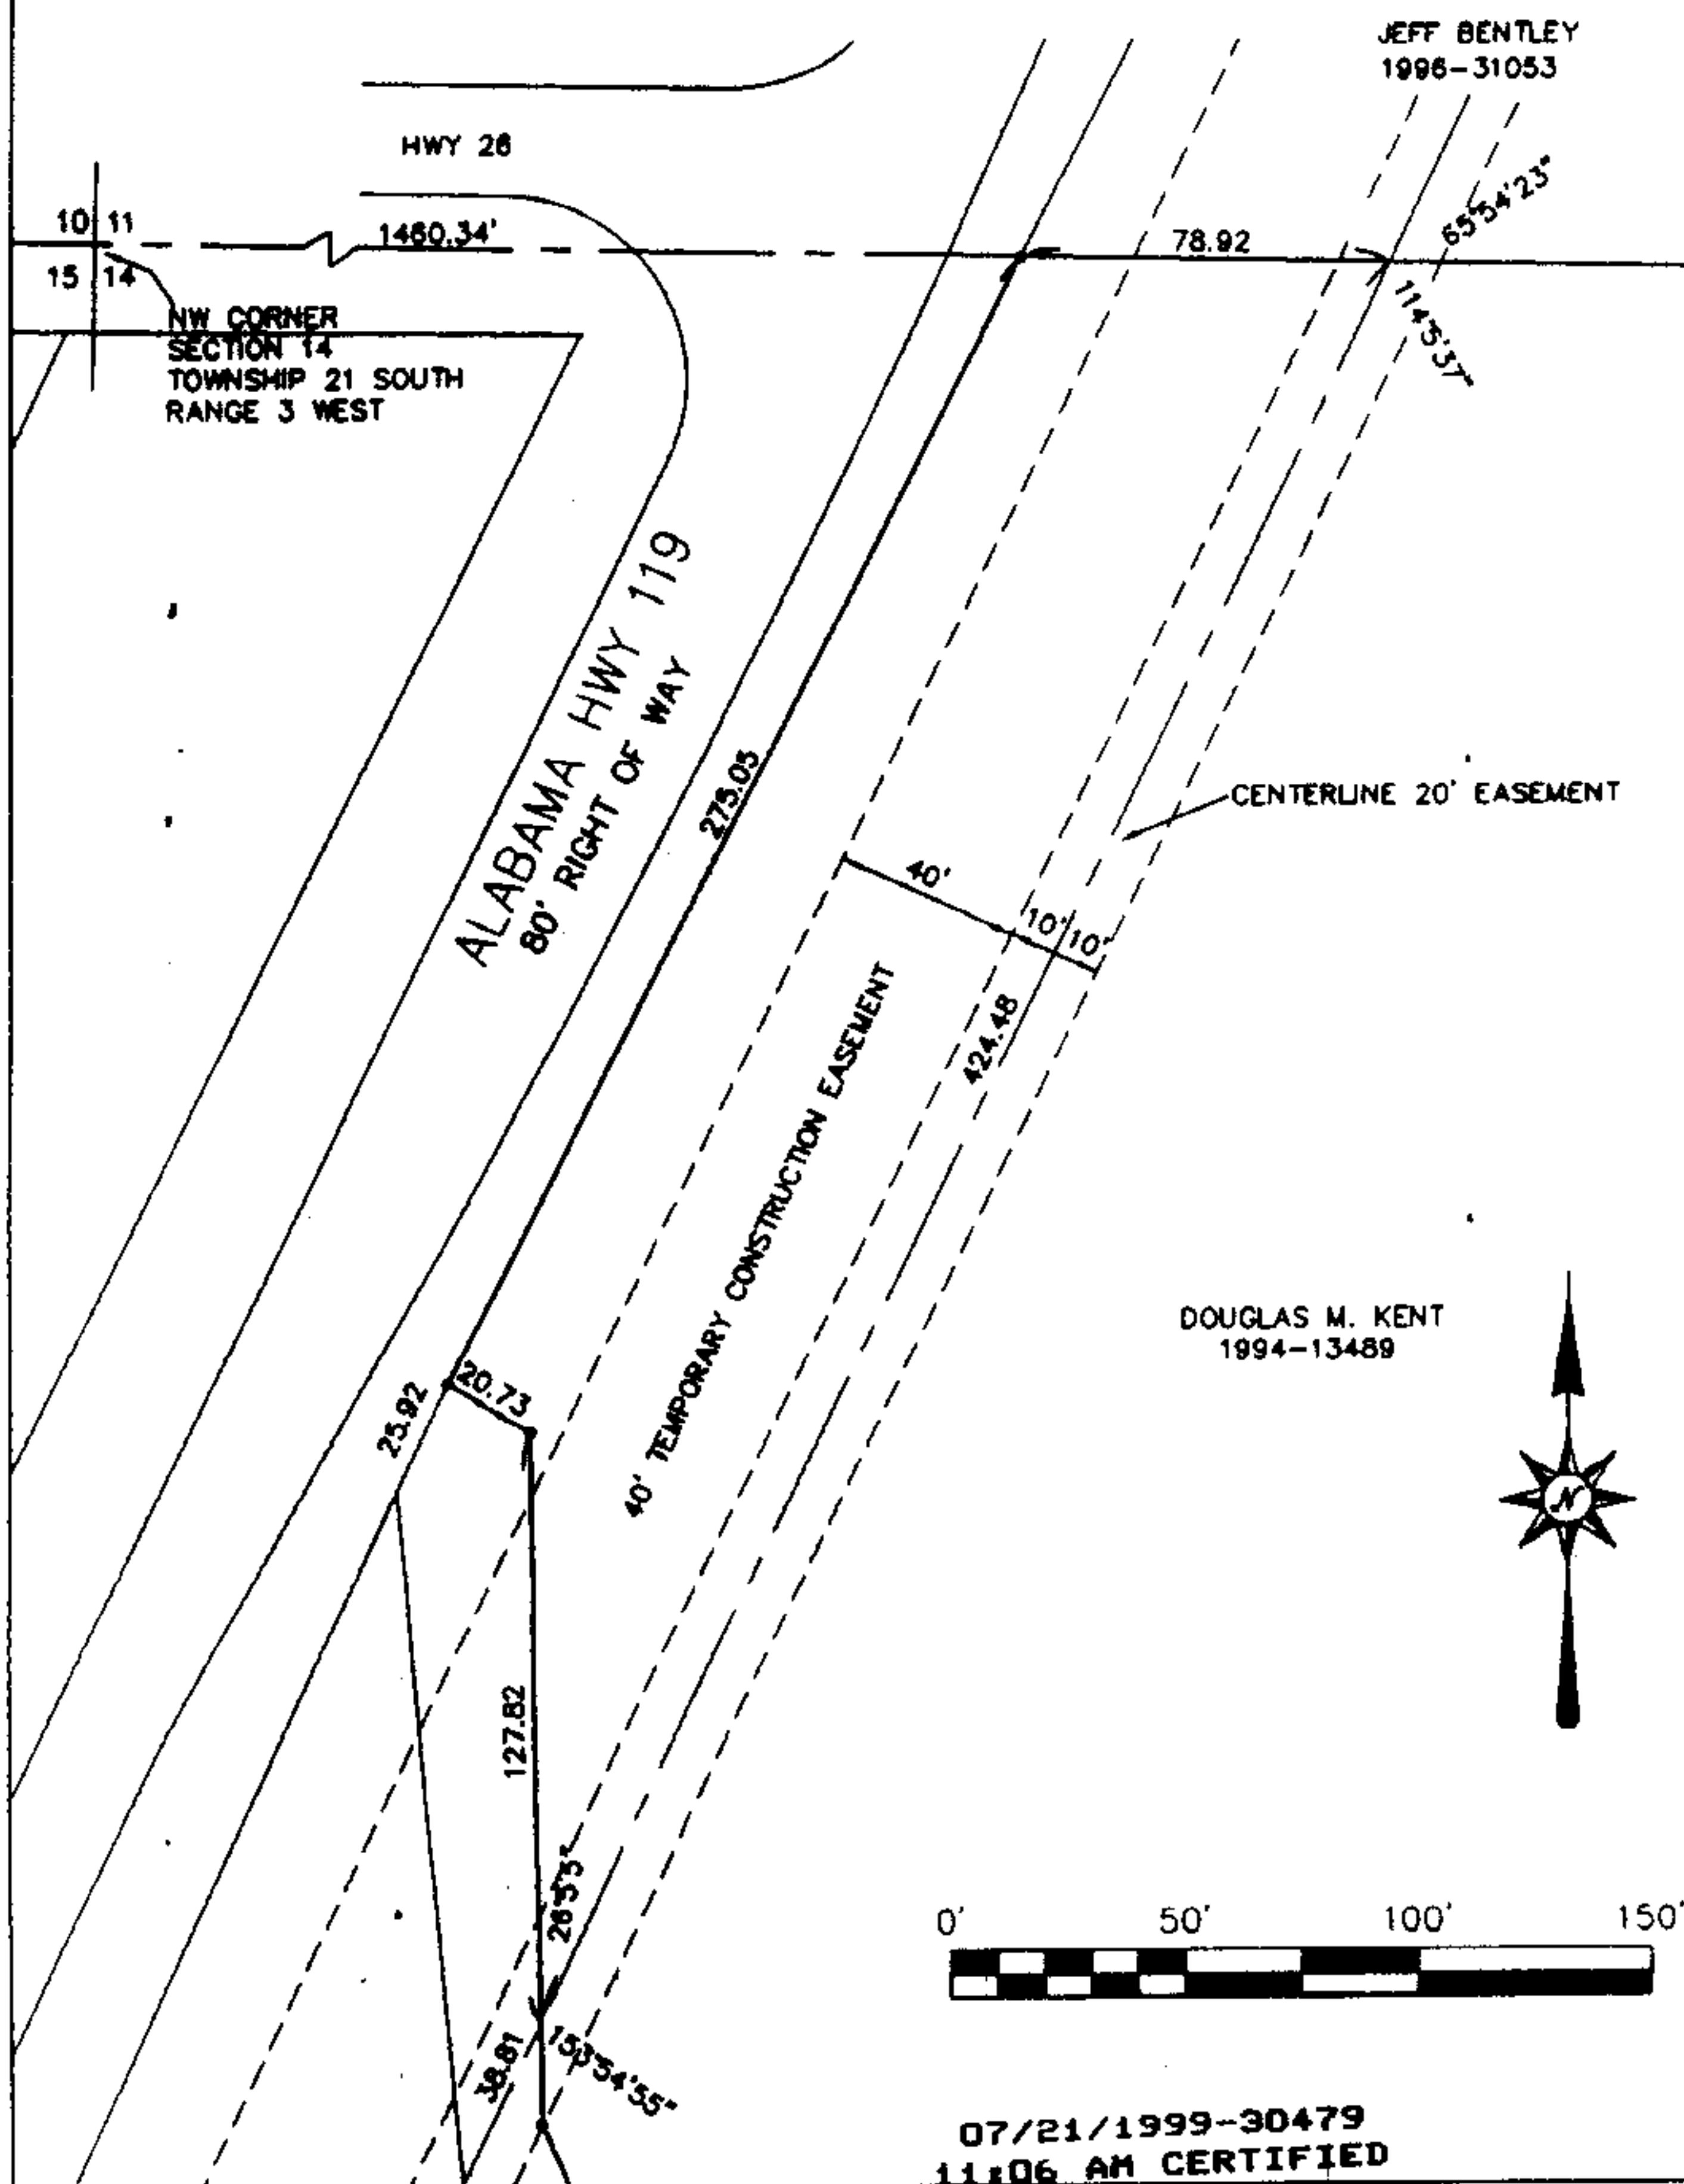 JEFF BENTLEY
1996-31053
HWY 26
10 11
15 14
1460.34'
78.92
65°54'23"
114°5'37"
NW CORNER
SECTION 14
TOWNSHIP 21 SOUTH
RANGE 3 WEST
ALABAMA HWY 119
80' RIGHT OF WAY
275.05
CENTERLINE 20' EASEMENT
40'
10' 10'
424.48
40' TEMPORARY CONSTRUCTION EASEMENT
DOUGLAS M. KENT
1994-13489
20.73
25.92
N
127.82
26°5'5"
0' 50' 100' 150'
38.81
153°54'55"
07/21/1999-30479
11:06 AM CERTIFIED